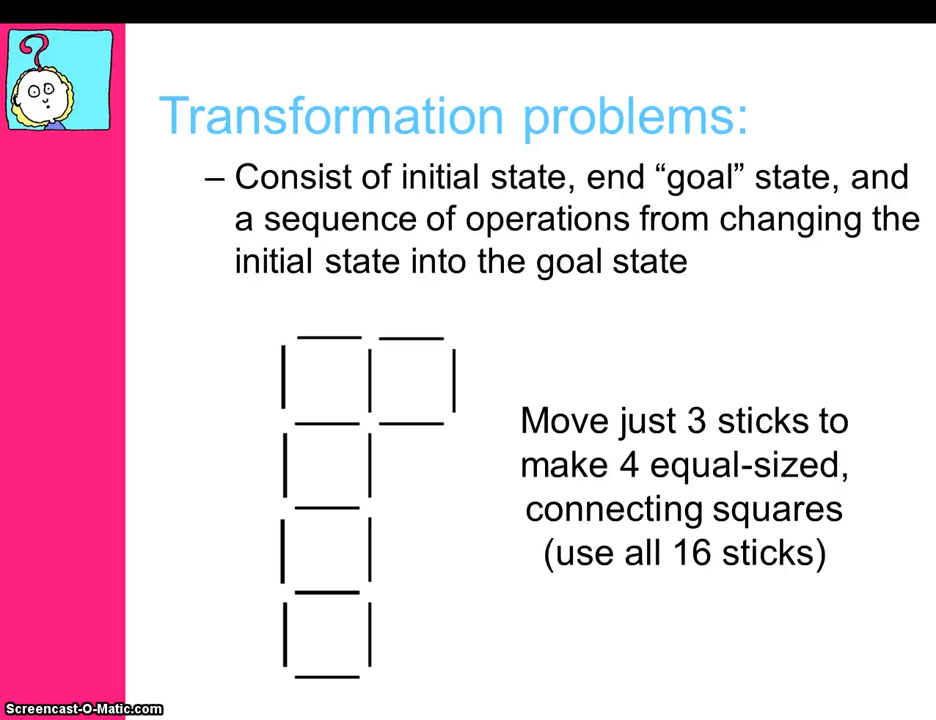 ?
Transformation problems:
– Consist of initial state, end “goal” state, and
a sequence of operations from changing the
initial state into the goal state
Move just 3 sticks to
make 4 equal-sized,
connecting squares
(use all 16 sticks)
Screencast-O-Matic.com